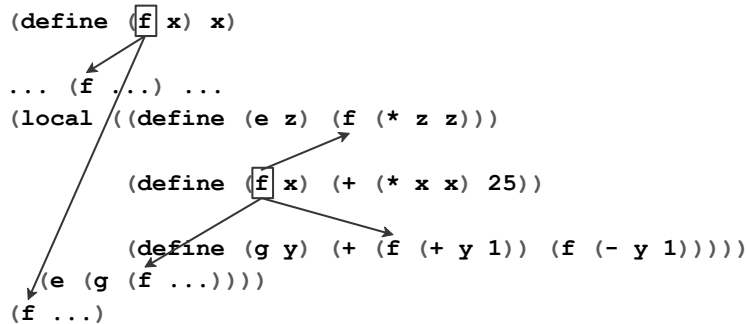 (define (f x) x)
... (f ...) ...
(local ((define (e z) (f (* z z)))
(define (f x) (+ (* x x) 25))
(define (g y) (+ (f (+ y 1)) (f (- y 1)))))
(e (g (f ...))))
(f ...)